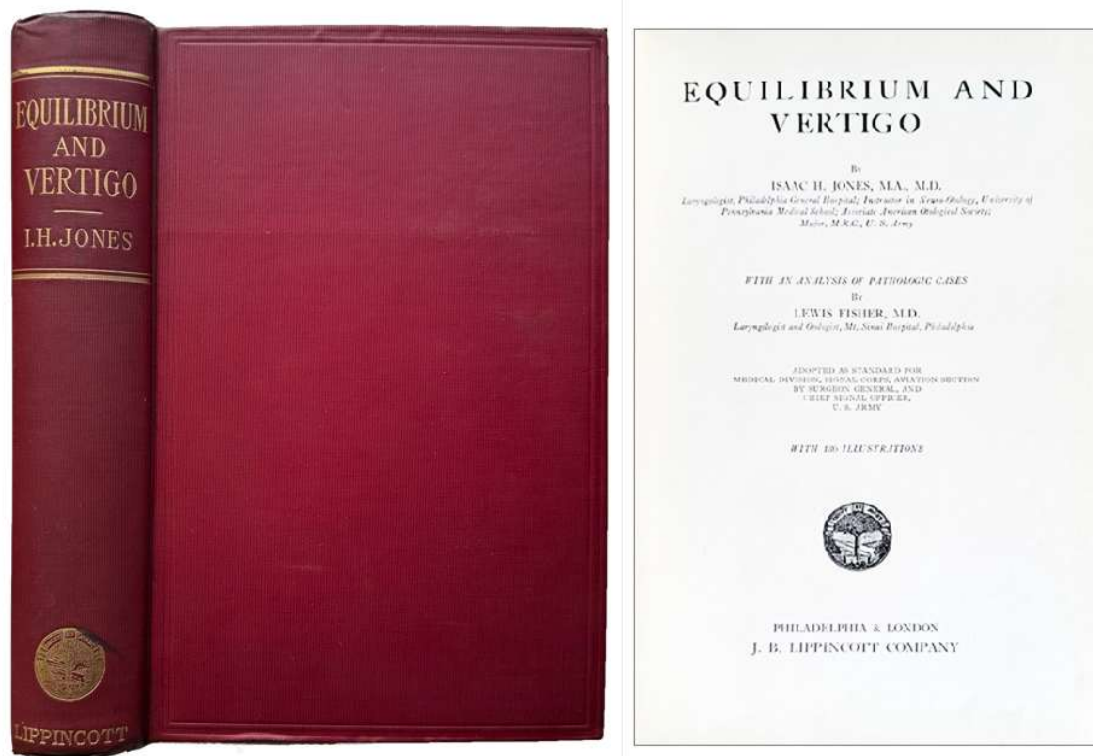 EQUILIBRIUM
AND
VERTIGO
I.H.JONES
LIPPINCOTT
EQUILIBRIUM AND
VERTIGO
By
ISAAC H. JONES, M.A., M.D.
Laryngologist, Philadelphia General Hospital; Instructor in Neuro-Otology, University of
Pennsylvania Medical School; Associate American Otological Society;
Major, M.R.C., U. S. Army
WITH AN ANALYSIS OF PATHOLOGIC CASES
By
LEWIS FISHER, M.D.
Laryngologist and Otologist, Mt. Sinai Hospital, Philadelphia
ADOPTED AS STANDARD FOR
MEDICAL DIVISION, SIGNAL CORPS, AVIATION SECTION
BY SURGEON GENERAL, AND
CHIEF SIGNAL OFFICER,
U. S. ARMY
WITH ILLUSTRATIONS
PHILADELPHIA & LONDON
J. B. LIPPINCOTT COMPANY